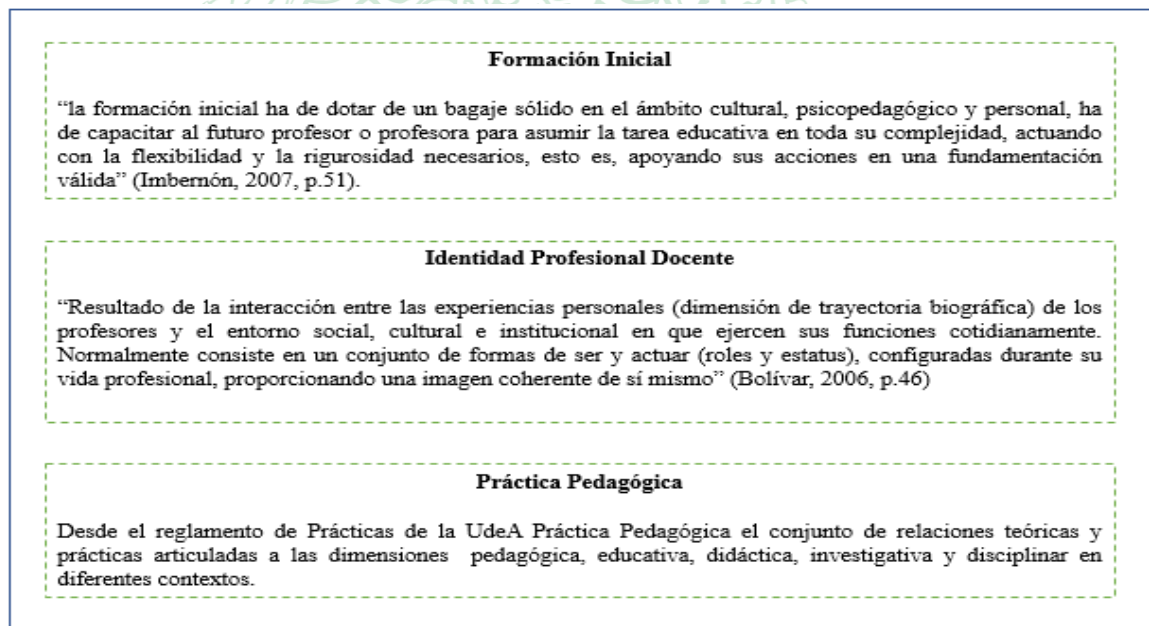 Formación Inicial
“la formación inicial ha de dotar de un bagaje sólido en el ámbito cultural, psicopedagógico y personal, ha
de capacitar al futuro profesor o profesora para asumir la tarea educativa en toda su complejidad, actuando
con la flexibilidad y la rigurosidad necesarios, esto es, apoyando sus acciones en una fundamentación
válida” (Imbernón, 2007, p.51).
Identidad Profesional Docente
“Resultado de la interacción entre las experiencias personales (dimensión de trayectoria biográfica) de los
profesores y el entorno social, cultural e institucional en que ejercen sus funciones cotidianamente.
Normalmente consiste en un conjunto de formas de ser y actuar (roles y estatus), configuradas durante su
vida profesional, proporcionando una imagen coherente de sí mismo” (Bolívar, 2006, p.46)
Práctica Pedagógica
Desde el reglamento de Prácticas de la UdeA Práctica Pedagógica el conjunto de relaciones teóricas y
prácticas articuladas a las dimensiones pedagógica, educativa, didáctica, investigativa y disciplinar en
diferentes contextos.